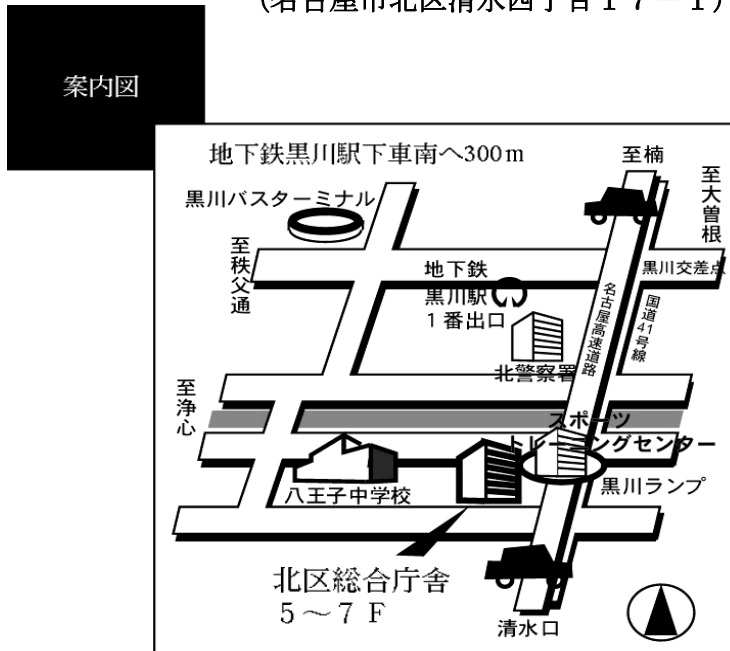 (名古屋市北区清水四丁目17-1)
案内図
地下鉄黒川駅下車南へ300m
至楠
至大曽根
黒川バスターミナル
至秩父通
地下鉄
黒川駅
1番出口
黒川交差点
名古屋高速道路
国道41号線
北警察署
至浄心
スポーツ
トレーニングセンター
八王子中学校
黒川ランプ
北区総合庁舎
5~7F
清水口